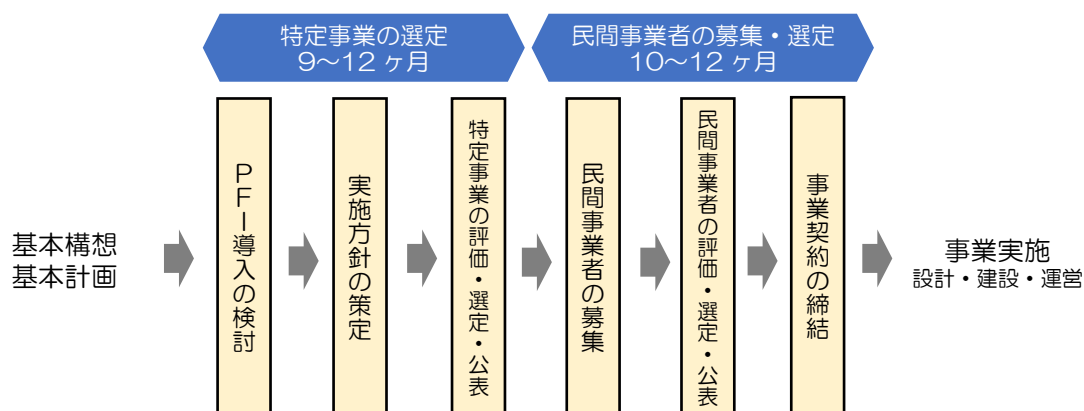 特定事業の選定
9～12ヶ月
民間事業者の募集・選定
10～12ヶ月
基本構想
基本計画
PFI導入の検討
実施方針の策定
特定事業の評価・選定・公表
民間事業者の募集
民間事業者の評価・選定・公表
事業契約の締結
事業実施
設計・建設・運営